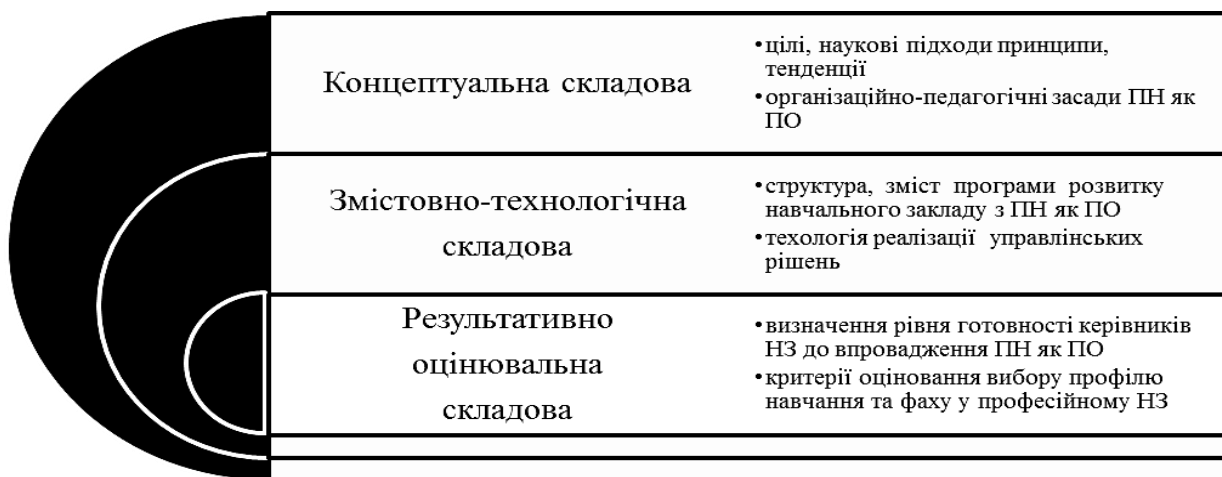 Концептуальна складова
•цілі, наукові підходи принципи,
тенденції
•організаційно-педагогічні засади ПН як
ПО
Змістовно-технологічна
складова
•структура, зміст програми розвитку
навчального закладу з ПН як ПО
•техологія реалізації управлінських
рішень
Результативно
оцінювальна
складова
•визначення рівня готовності керівників
НЗ до впровадження ПН як ПО
•критерії оціновання вибору профілю
навчання та фаху у професійному НЗ